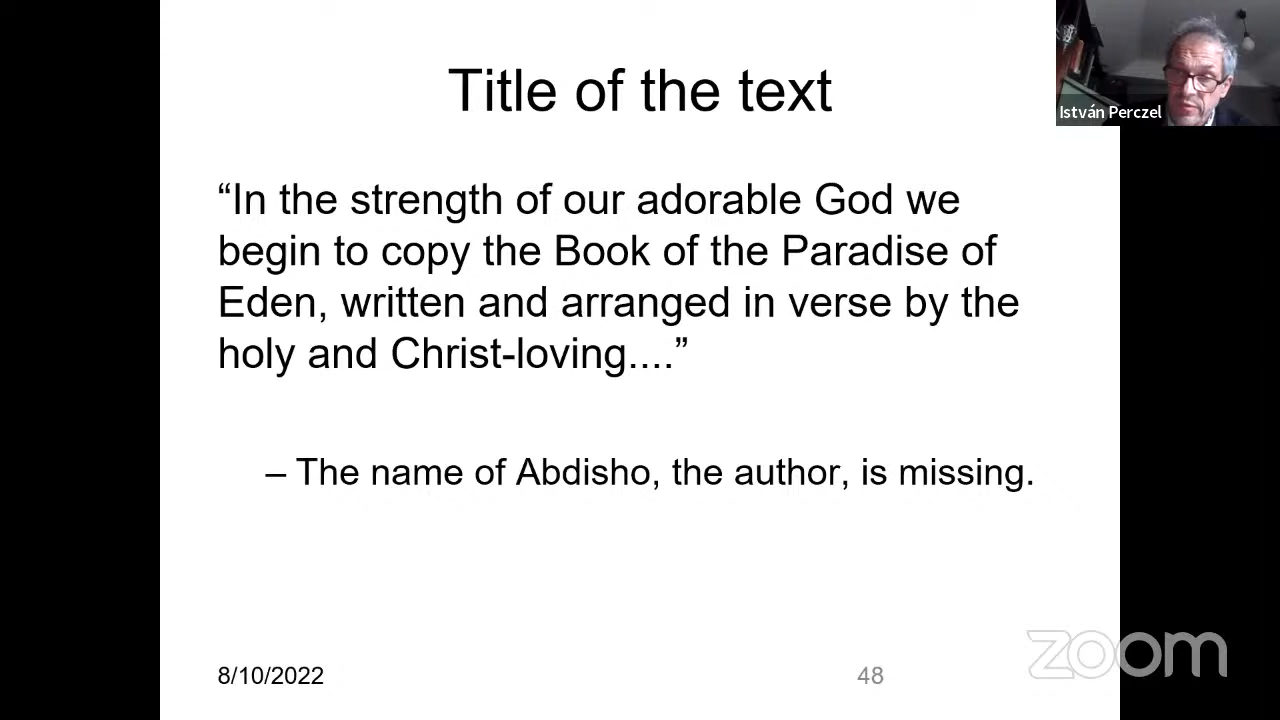 Title of the text
István Perczel
“In the strength of our adorable God we
begin to copy the Book of the Paradise of
Eden, written and arranged in verse by the
holy and Christ-loving....”
– The name of Abdisho, the author, is missing.
8/10/2022
48
zoom